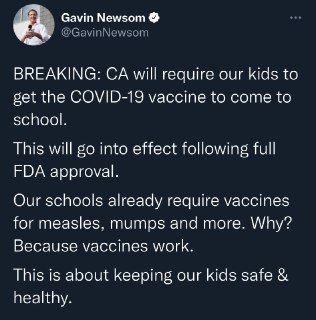 Gavin Newsom
@GavinNewsom
BREAKING: CA will require our kids to
get the COVID-19 vaccine to come to
school.
This will go into effect following full
FDA approval.
Our schools already require vaccines
for measles, mumps and more. Why?
Because vaccines work.
This is about keeping our kids safe &
healthy.